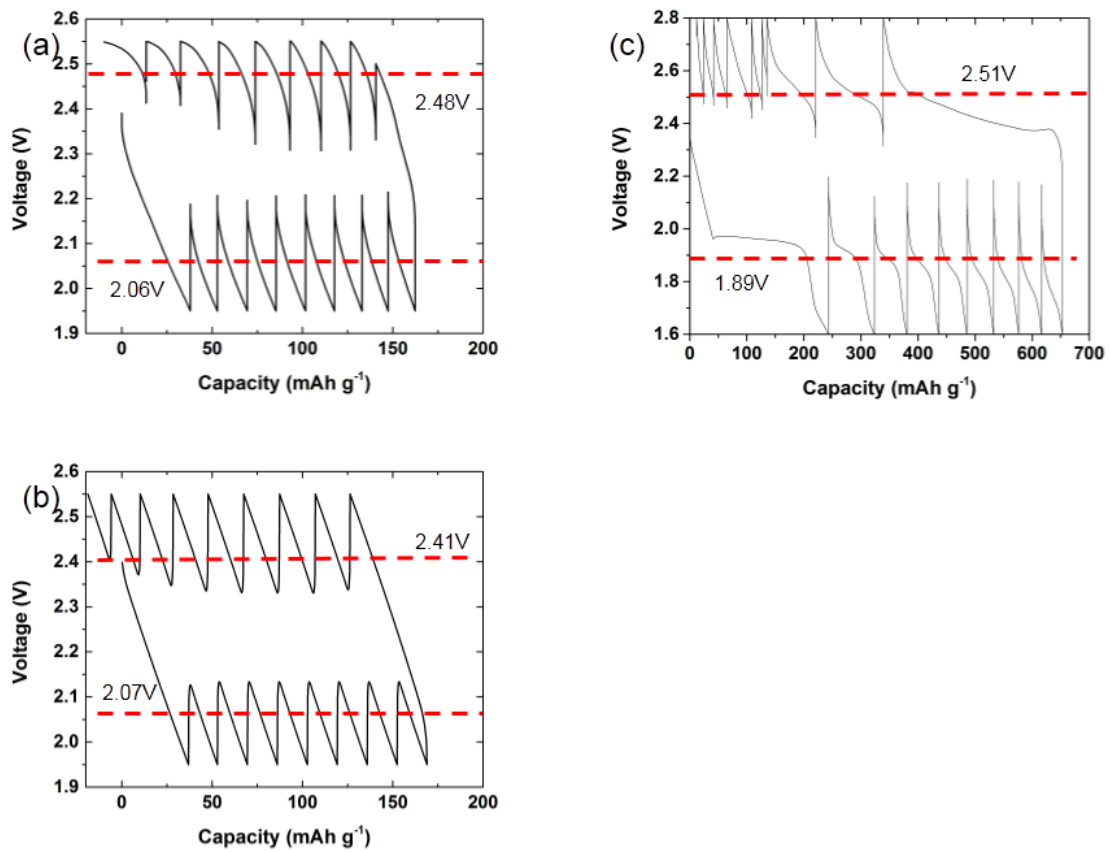 (a)
2.6
2.5
2.4
2.3
2.2
2.1
2.0
1.9
Voltage (V)
2.48V
2.06V
0 50 100 150 200
Capacity (mAh g⁻¹)
(c)
2.8
2.6
2.4
2.2
2.0
1.8
1.6
Voltage (V)
2.51V
1.89V
0 100 200 300 400 500 600 700
Capacity (mAh g⁻¹)
(b)
2.6
2.5
2.4
2.3
2.2
2.1
2.0
1.9
Voltage (V)
2.41V
2.07V
0 50 100 150 200
Capacity (mAh g⁻¹)